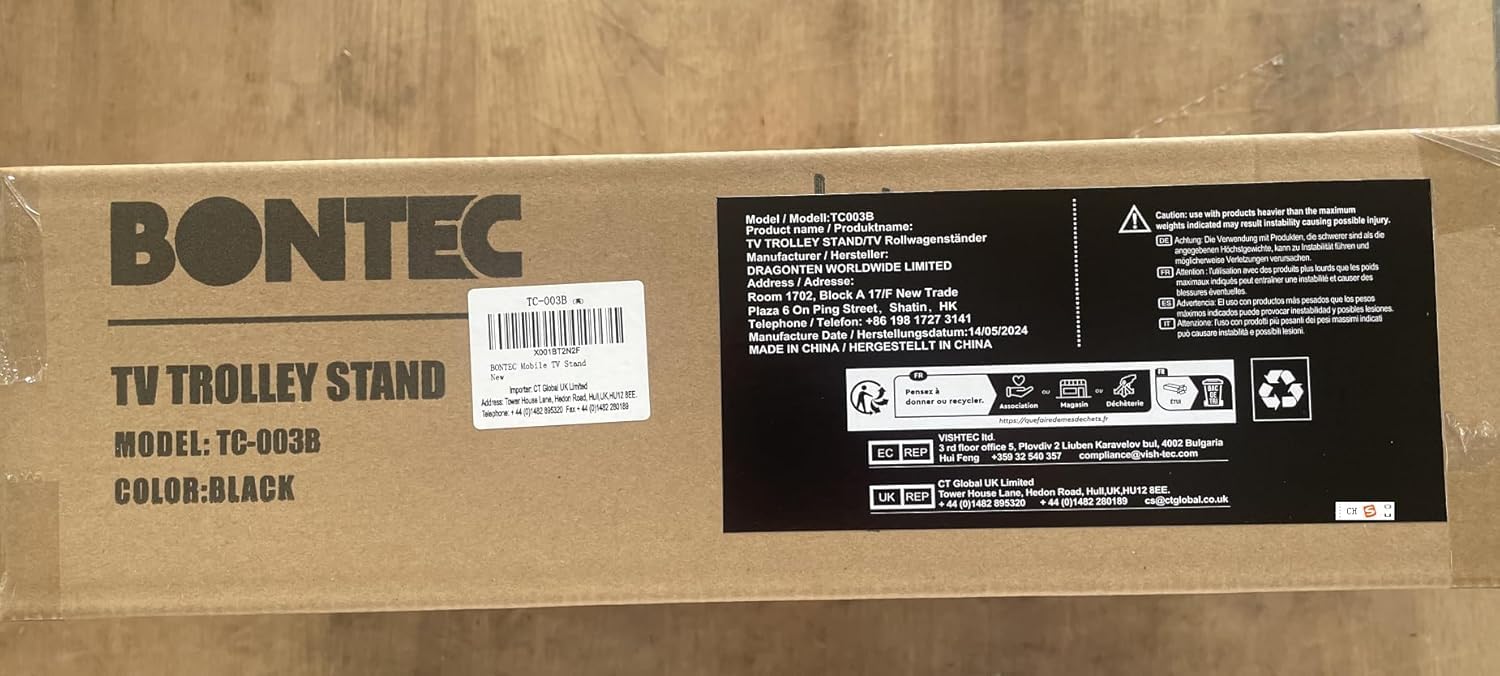 BONTEC
TV TROLLEY STAND
MODEL: TC-003B
COLOR:BLACK
TC-003B
X001BT2N2F
BONTEC Mobile TV Stand
New
Importer: CT Global UK Limited
Address: Tower House Lane, Hedon Road, Hull,UK,HU12 8EE.
Telephone: + 44 (0)1482 895320 Fax + 44 (0)1482 280189
Model / Modell:TC003B
Product name / Produktname:
TV TROLLEY STAND/TV Rollwagenständer
Manufacturer / Hersteller:
DRAGONTEN WORLDWIDE LIMITED
Address / Adresse:
Room 1702, Block A 17/F New Trade
Plaza 6 On Ping Street, Shatin, HK
Telephone / Telefon: +86 198 1727 3141
Manufacture Date / Herstellungsdatum:14/05/2024
MADE IN CHINA / HERGESTELLT IN CHINA
Caution: use with products heavier than the maximum
weights indicated may result instability causing possible injury.
DE Achtung: Die Verwendung mit Produkten, die schwerer sind als die
angegebenen Höchstgewichte, kann zu Instabilität führen und
möglicherweise Verletzungen verursachen.
FR Attention : l'utilisation avec des produits plus lourds que les poids
maximaux indiqués peut entraîner une instabilité et causer des
blessures éventuelles.
ES Advertencia: El uso con productos más pesados que los pesos
máximos indicados puede provocar inestabilidad y posibles lesiones.
IT Attenzione: l'uso con prodotti più pesanti dei pesi massimi indicati
può causare instabilità e possibili lesioni.
FR
Pensez à
donner ou recycler.
Association
ou
Magasin
ou
Déchèterie
FR
Étui
BAC
DE
TRI
https://quefairedemesdechets.fr
EC REP
VISHTEC ltd.
3 rd floor office 5, Plovdiv 2 Liuben Karavelov bul, 4002 Bulgaria
Hui Feng +359 32 540 357 compliance@vish-tec.com
UK REP
CT Global UK Limited
Tower House Lane, Hedon Road, Hull,UK,HU12 8EE.
+ 44 (0)1482 895320 + 44 (0)1482 280189 cs@ctglobal.co.uk
CH S